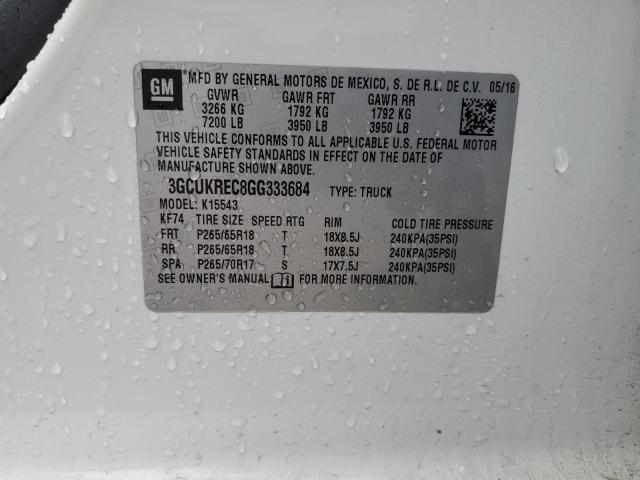 GM
MFD BY GENERAL MOTORS DE MEXICO, S. DE R.L. DE C.V. 05/16
GVWR GAWR FRT GAWR RR
3266 KG 1792 KG 1792 KG
7200 LB 3950 LB 3950 LB
THIS VEHICLE CONFORMS TO ALL APPLICABLE U.S. FEDERAL MOTOR
VEHICLE SAFETY STANDARDS IN EFFECT ON THE DATE OF
MANUFACTURE SHOWN ABOVE.
3GCUKREC8GG333684 TYPE: TRUCK
MODEL: K15543
KF74 TIRE SIZE SPEED RTG RIM COLD TIRE PRESSURE
FRT P265/65R18 T 18X8.5J 240KPA(35PSI)
RR P265/65R18 T 18X8.5J 240KPA(35PSI)
SPA P265/70R17 S 17X7.5J 240KPA(35PSI)
SEE OWNER'S MANUAL FOR MORE INFORMATION.